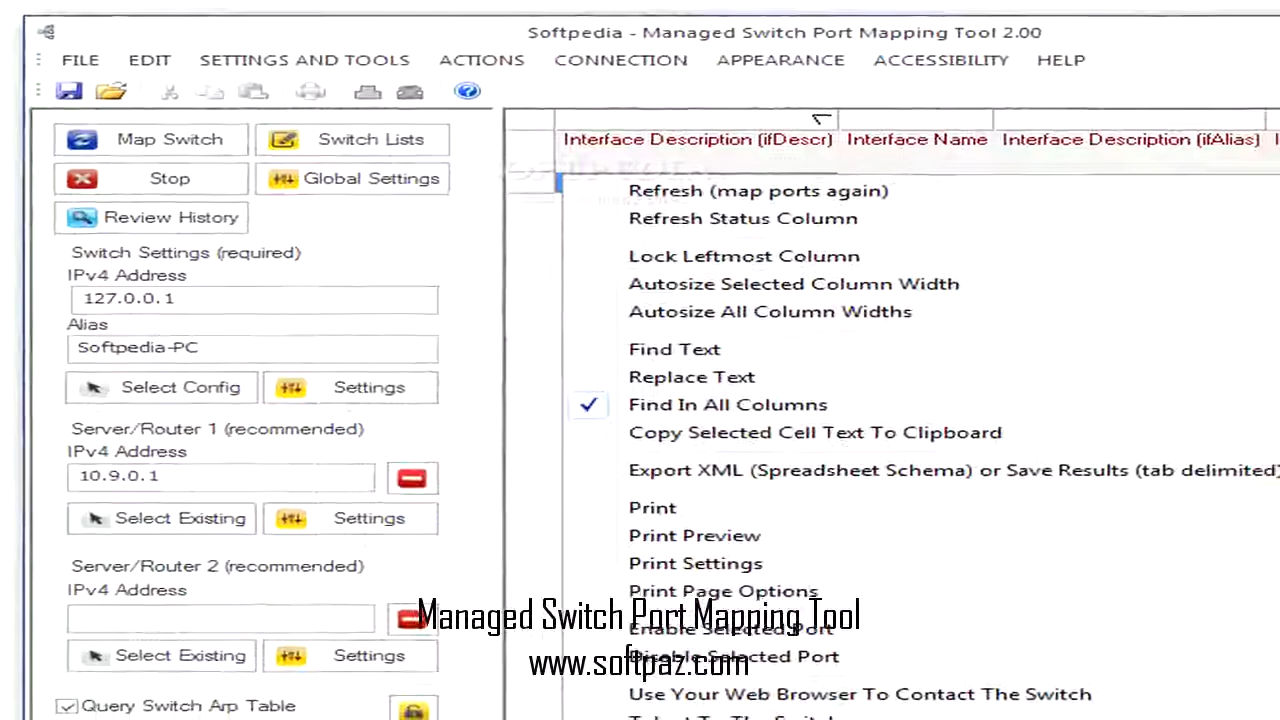 Softpedia - Managed Switch Port Mapping Tool 2.00
FILE EDIT SETTINGS AND TOOLS ACTIONS CONNECTION APPEARANCE ACCESSIBILITY HELP
Map Switch Switch Lists
Stop Global Settings
Review History
Switch Settings (required)
IPv4 Address
127.0.0.1
Alias
Softpedia-PC
Select Config Settings
Server/Router 1 (recommended)
IPv4 Address
10.9.0.1
Select Existing Settings
Server/Router 2 (recommended)
IPv4 Address
Select Existing Settings
Query Switch Arp Table
Interface Description (ifDescr) Interface Name Interface Description (ifAlias)
Refresh (map ports again)
Refresh Status Column
Lock Leftmost Column
Autosize Selected Column Width
Autosize All Column Widths
Find Text
Replace Text
Find In All Columns
Copy Selected Cell Text To Clipboard
Export XML (Spreadsheet Schema) or Save Results (tab delimited)
Print
Print Preview
Print Settings
Print Page Options
Enable Selected Port
Disable Selected Port
Use Your Web Browser To Contact The Switch
Managed Switch Port Mapping Tool
www.softpaz.com